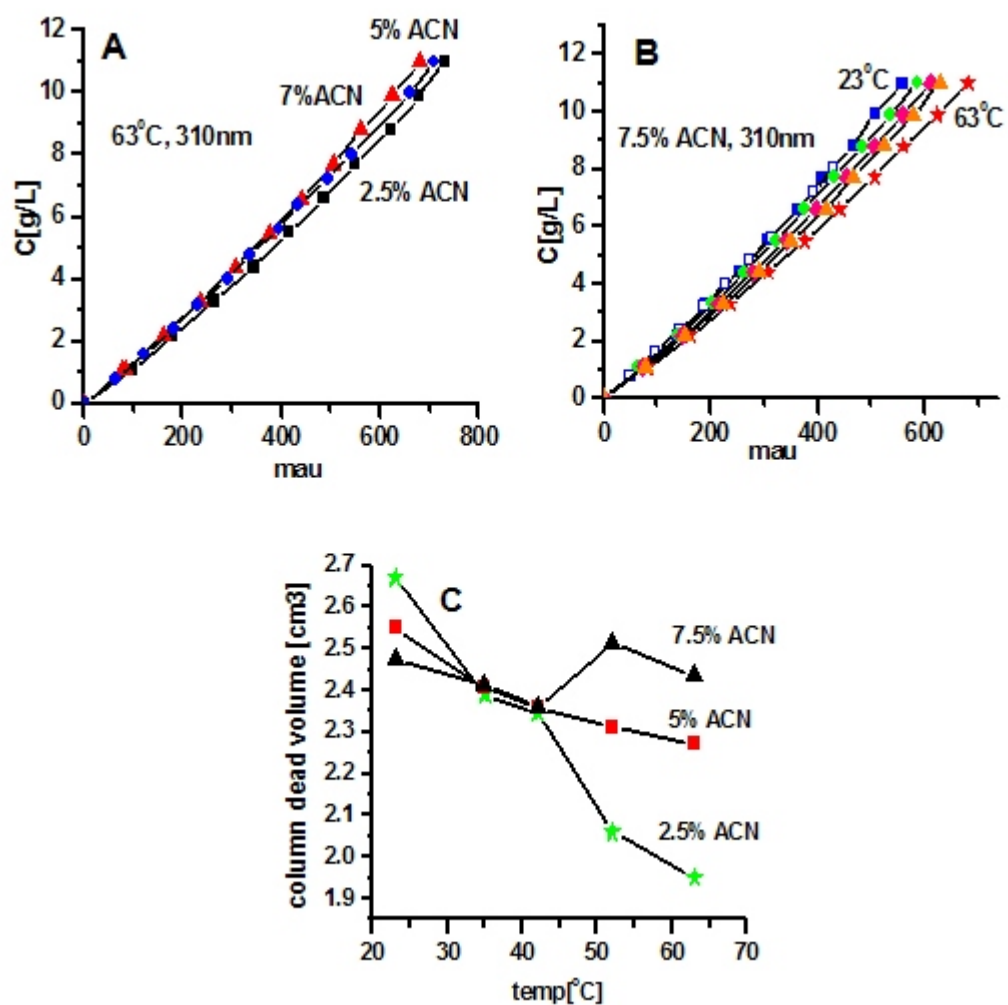 A
5% ACN
7%ACN
63°C, 310nm
2.5% ACN
C[g/L]
12
10
8
6
4
2
0
0 200 400 600 800
mau
B
23°C
63°C
7.5% ACN, 310nm
C[g/L]
12
10
8
6
4
2
0
0 200 400 600
mau
C
7.5% ACN
5% ACN
2.5% ACN
column dead volume [cm3]
2.7
2.6
2.5
2.4
2.3
2.2
2.1
2.0
1.9
20 30 40 50 60 70
temp[°C]